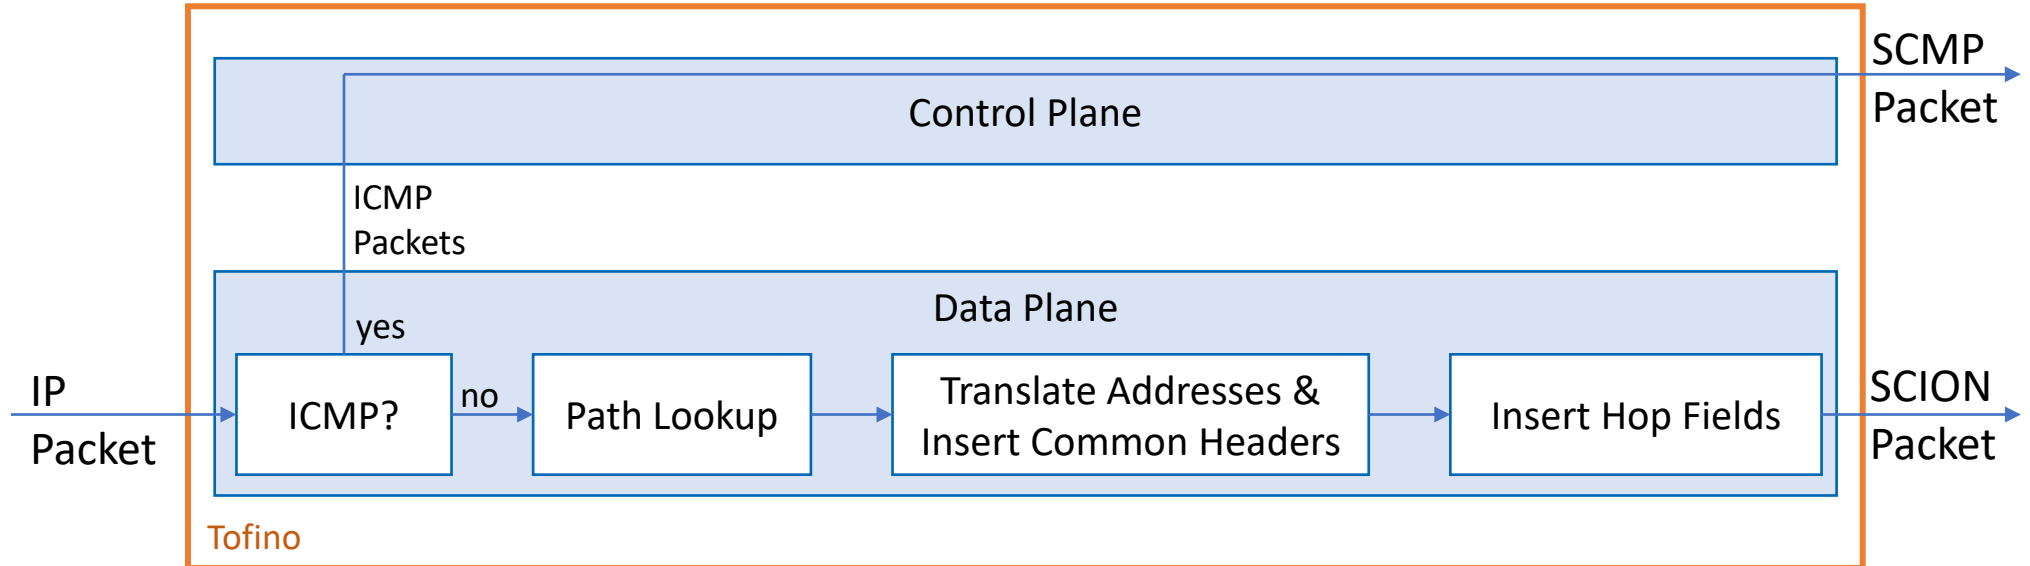 SCMP
Packet
Control Plane
ICMP
Packets
Data Plane
yes
IP
Packet
ICMP?
no
Path Lookup
Translate Addresses &
Insert Common Headers
Insert Hop Fields
SCION
Packet
Tofino